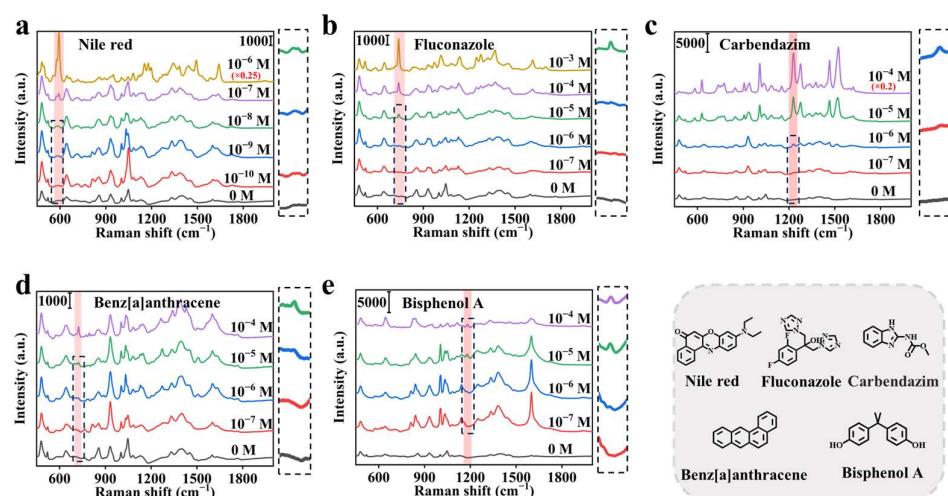 a
Nile red
1000
10⁻⁶ M
(×0.25)
10⁻⁷ M
10⁻⁸ M
10⁻⁹ M
10⁻¹⁰ M
0 M
Intensity (a.u.)
600 900 1200 1500 1800
Raman shift (cm⁻¹)
b
1000
Fluconazole
10⁻³ M
10⁻⁴ M
10⁻⁵ M
10⁻⁶ M
10⁻⁷ M
0 M
Intensity (a.u.)
600 900 1200 1500 1800
Raman shift (cm⁻¹)
c
5000
Carbendazim
10⁻⁴ M
(×0.2)
10⁻⁵ M
10⁻⁶ M
10⁻⁷ M
0 M
Intensity (a.u.)
600 900 1200 1500 1800
Raman shift (cm⁻¹)
d
1000
Benz[a]anthracene
10⁻⁴ M
10⁻⁵ M
10⁻⁶ M
10⁻⁷ M
0 M
Intensity (a.u.)
600 900 1200 1500 1800
Raman shift (cm⁻¹)
e
5000
Bisphenol A
10⁻⁴ M
10⁻⁵ M
10⁻⁶ M
10⁻⁷ M
0 M
Intensity (a.u.)
600 900 1200 1500 1800
Raman shift (cm⁻¹)
Nile red Fluconazole Carbendazim
HO OH
Benz[a]anthracene Bisphenol A